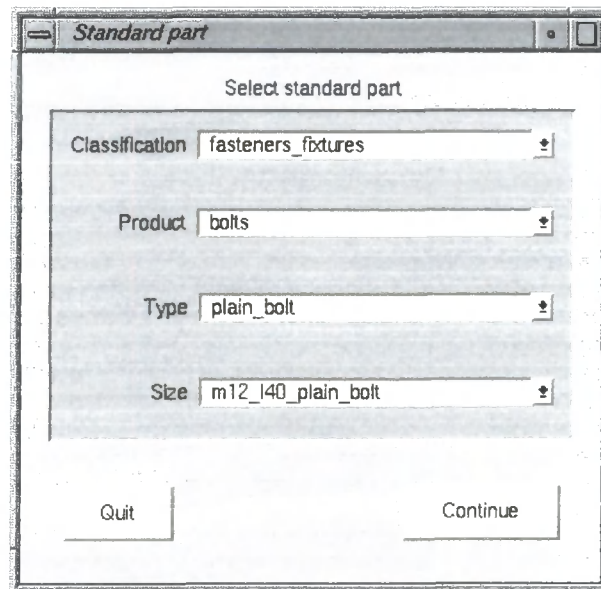 Standard part
Select standard part
Classification fasteners_fixtures
Product bolts
Type plain_bolt
Size m12_l40_plain_bolt
Quit Continue